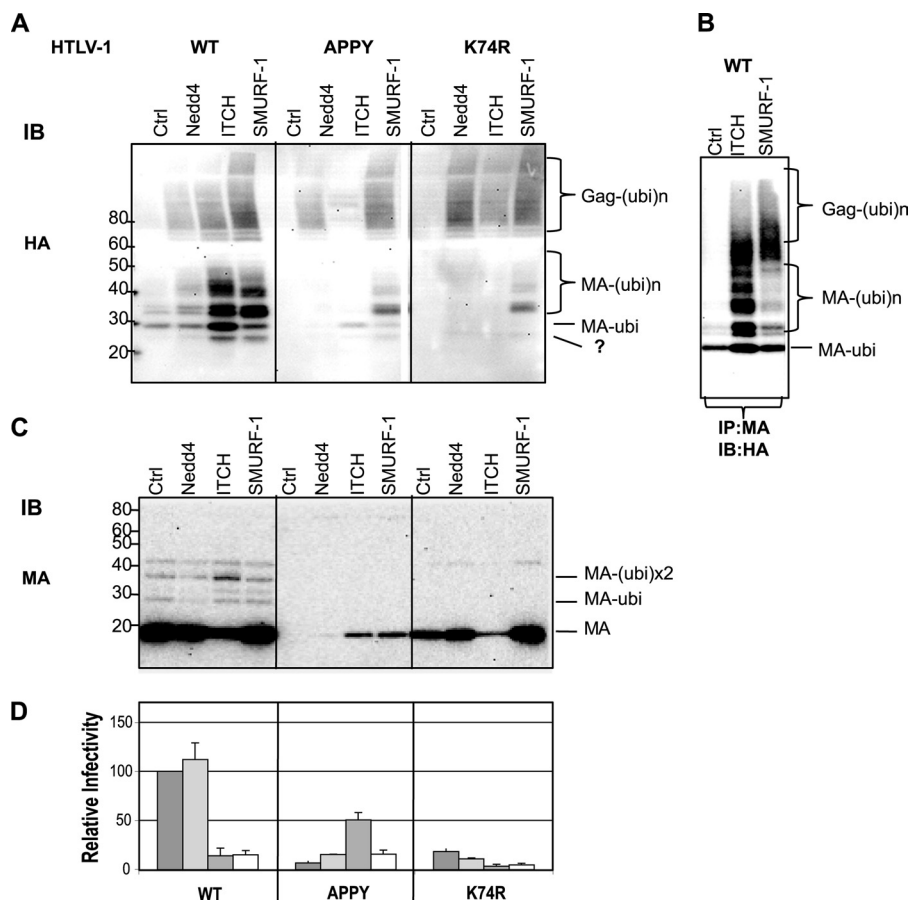 A
HTLV-1 WT APPY K74R
IB
Ctrl Nedd4 ITCH SMURF-1 Ctrl Nedd4 ITCH SMURF-1 Ctrl Nedd4 ITCH SMURF-1
HA
80
60
50
40
30
20
Gag-(ubi)n
MA-(ubi)n
MA-ubi
?
B
WT
Ctrl ITCH SMURF-1
Gag-(ubi)n
MA-(ubi)n
MA-ubi
IP:MA
IB:HA
C
IB
Ctrl Nedd4 ITCH SMURF-1 Ctrl Nedd4 ITCH SMURF-1 Ctrl Nedd4 ITCH SMURF-1
MA
80
60
50
40
30
20
MA-(ubi)x2
MA-ubi
MA
D
Relative Infectivity
150
100
50
0
WT APPY K74R